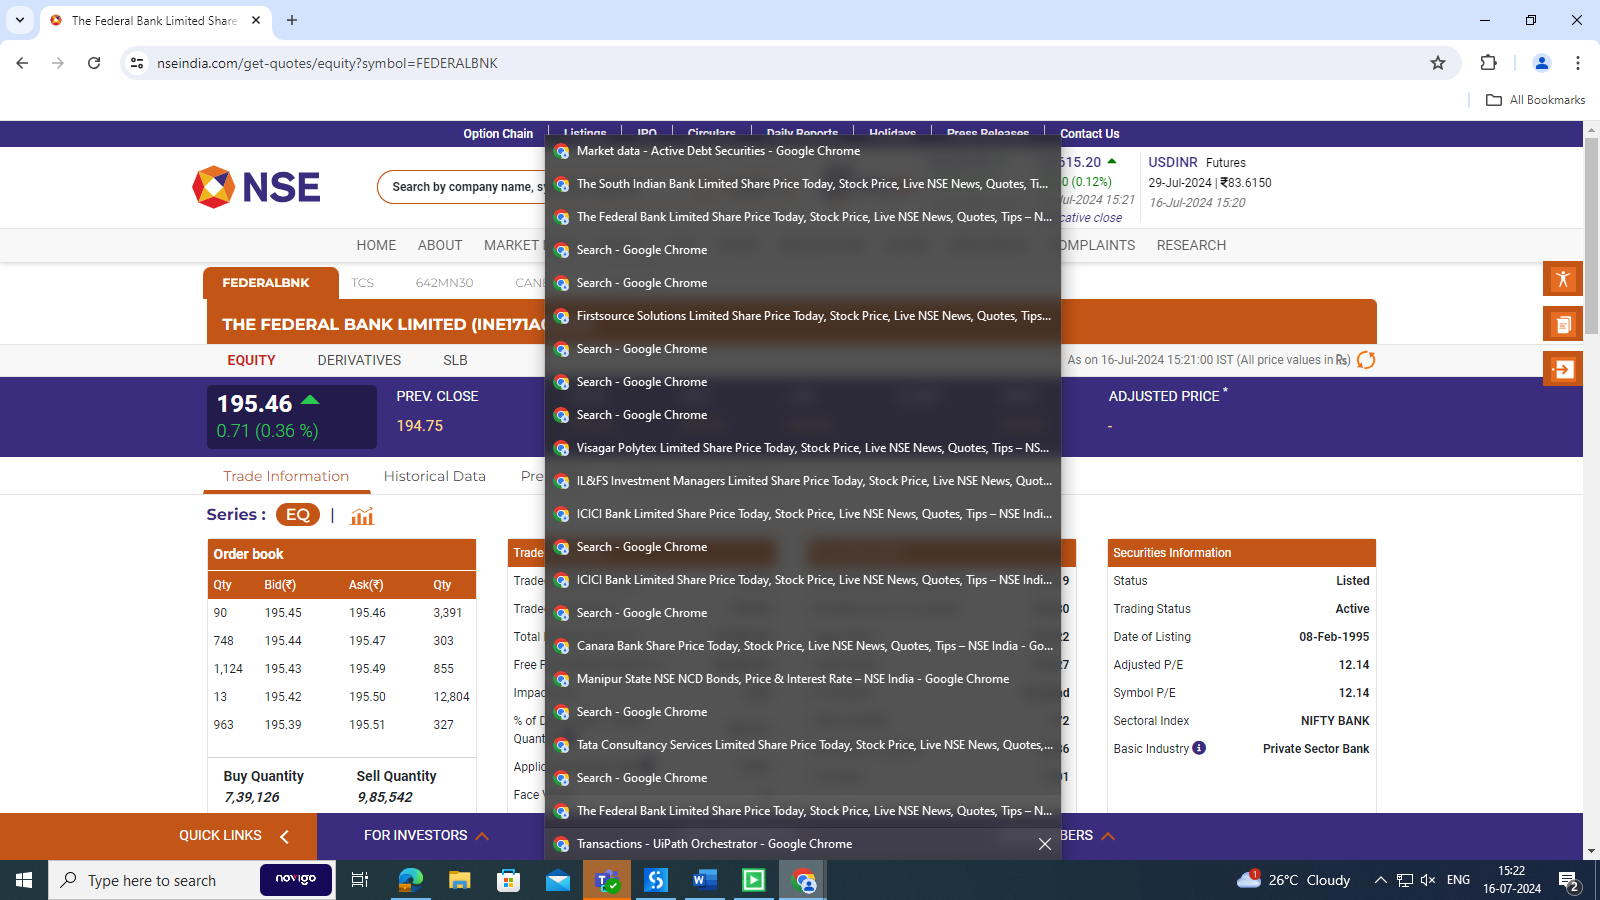 The Federal Bank Limited Share
nseindia.com/get-quotes/equity?symbol=FEDERALBNK
All Bookmarks
Option Chain
Listings
IPO
Circulars
Daily Reports
Holidays
Press Releases
Contact Us
NSE
Search by company name, sy
615.20
0 (0.12%)
ul-2024 15:21
cative close
USDINR Futures
29-Jul-2024 | ₹83.6150
16-Jul-2024 15:20
HOME
ABOUT
MARKET
OMPLAINTS
RESEARCH
FEDERALBNK
TCS
642MN30
CAN
THE FEDERAL BANK LIMITED (INE171A
EQUITY
DERIVATIVES
SLB
As on 16-Jul-2024 15:21:00 IST (All price values in ₨)
195.46
0.71 (0.36 %)
PREV. CLOSE
194.75
ADJUSTED PRICE *
-
Trade Information
Historical Data
Pre
Series : EQ |
Order book
Qty Bid(₹) Ask(₹) Qty
90 195.45 195.46 3,391
748 195.44 195.47 303
1,124 195.43 195.49 855
13 195.42 195.50 12,804
963 195.39 195.51 327
Buy Quantity Sell Quantity
7,39,126 9,85,542
Trade
Trade
Trade
Total
Free F
Impac
% of D
Quant
Applic
Face V
Market data - Active Debt Securities - Google Chrome
The South Indian Bank Limited Share Price Today, Stock Price, Live NSE News, Quotes, Ti...
The Federal Bank Limited Share Price Today, Stock Price, Live NSE News, Quotes, Tips – N...
Search - Google Chrome
Search - Google Chrome
Firstsource Solutions Limited Share Price Today, Stock Price, Live NSE News, Quotes, Tips...
Search - Google Chrome
Search - Google Chrome
Search - Google Chrome
Visagar Polytex Limited Share Price Today, Stock Price, Live NSE News, Quotes, Tips – NS...
IL&FS Investment Managers Limited Share Price Today, Stock Price, Live NSE News, Quot...
ICICI Bank Limited Share Price Today, Stock Price, Live NSE News, Quotes, Tips – NSE Indi...
Search - Google Chrome
ICICI Bank Limited Share Price Today, Stock Price, Live NSE News, Quotes, Tips – NSE Indi...
Search - Google Chrome
Canara Bank Share Price Today, Stock Price, Live NSE News, Quotes, Tips – NSE India - Go...
Manipur State NSE NCD Bonds, Price & Interest Rate – NSE India - Google Chrome
Search - Google Chrome
Tata Consultancy Services Limited Share Price Today, Stock Price, Live NSE News, Quotes,...
Search - Google Chrome
The Federal Bank Limited Share Price Today, Stock Price, Live NSE News, Quotes, Tips – N...
Transactions - UiPath Orchestrator - Google Chrome
Securities Information
Status Listed
Trading Status Active
Date of Listing 08-Feb-1995
Adjusted P/E 12.14
Symbol P/E 12.14
Sectoral Index NIFTY BANK
Basic Industry Private Sector Bank
QUICK LINKS
FOR INVESTORS
BERS
Type here to search
novigo
1
26°C Cloudy
ENG
15:22
16-07-2024
2